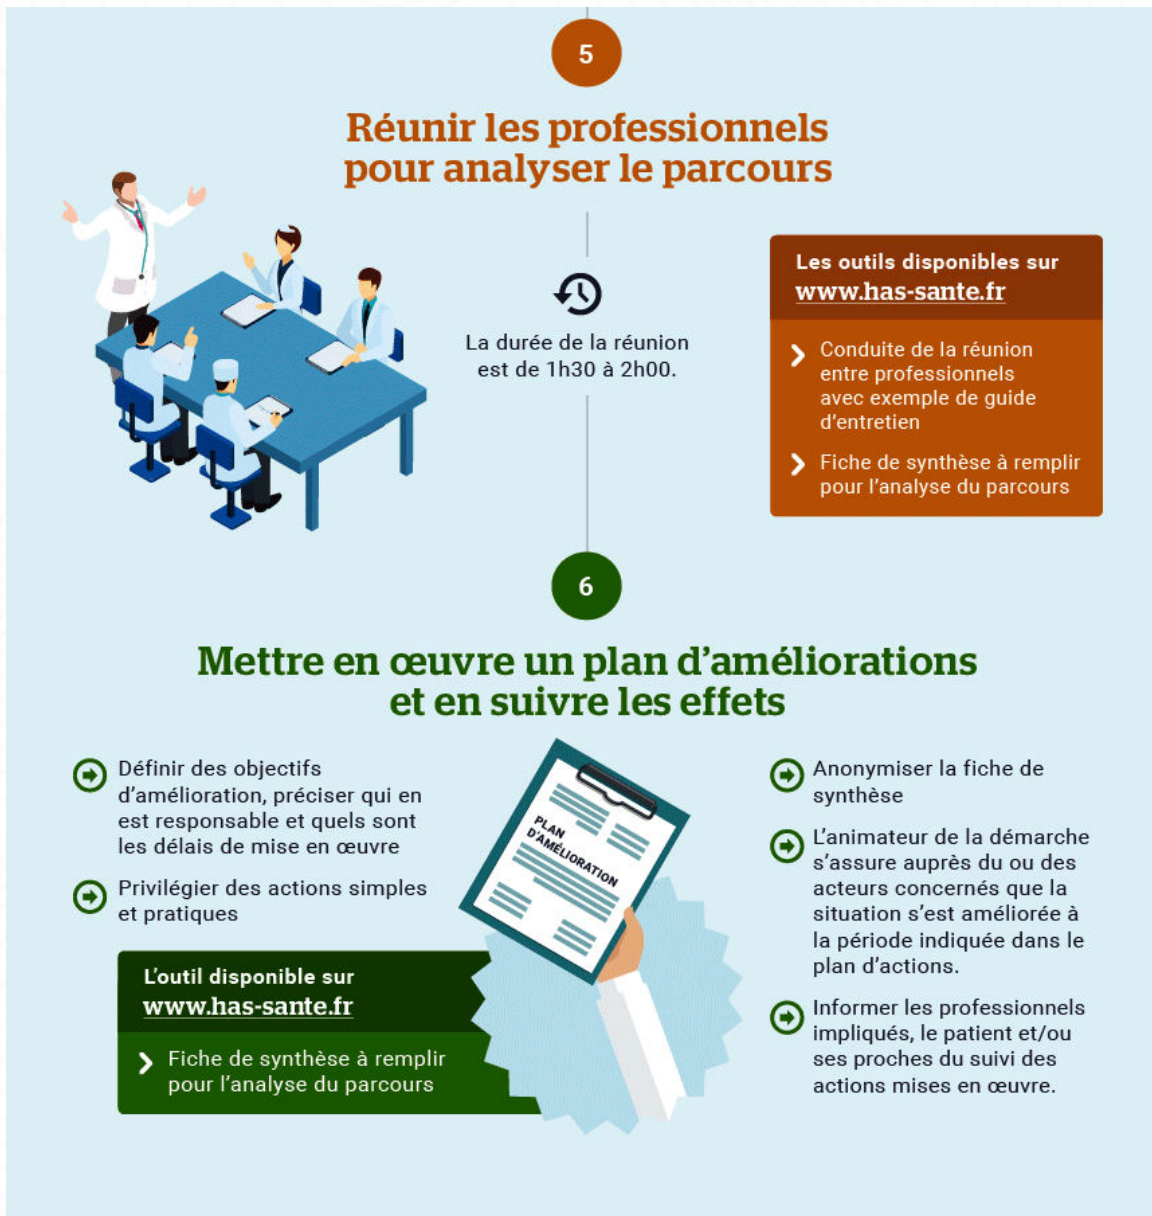 5
Réunir les professionnels
pour analyser le parcours
La durée de la réunion
est de 1h30 à 2h00.
Les outils disponibles sur
www.has-sante.fr
Conduite de la réunion
entre professionnels
avec exemple de guide
d’entretien
Fiche de synthèse à remplir
pour l’analyse du parcours
6
Mettre en œuvre un plan d’améliorations
et en suivre les effets
Définir des objectifs
d’amélioration, préciser qui en
est responsable et quels sont
les délais de mise en œuvre
Privilégier des actions simples
et pratiques
L’outil disponible sur
www.has-sante.fr
Fiche de synthèse à remplir
pour l’analyse du parcours
PLAN
D’AMÉLIORATION
Anonymiser la fiche de
synthèse
L’animateur de la démarche
s’assure auprès du ou des
acteurs concernés que la
situation s’est améliorée à
la période indiquée dans le
plan d’actions.
Informer les professionnels
impliqués, le patient et/ou
ses proches du suivi des
actions mises en œuvre.